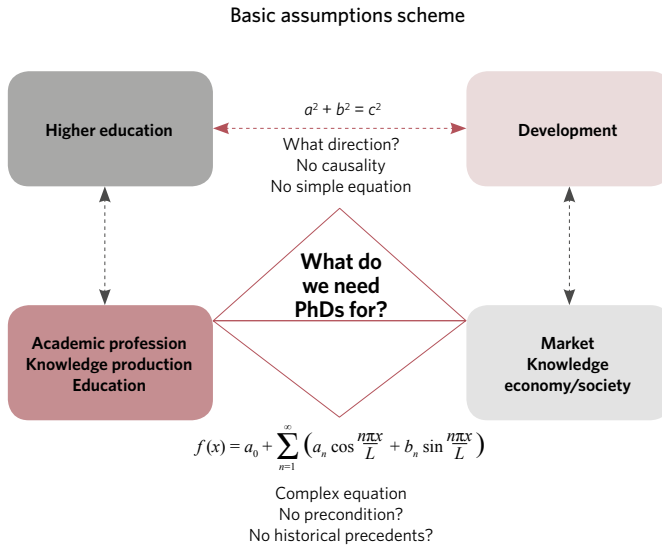 Basic assumptions scheme
Higher education
a² + b² = c²
Development
What direction?
No causality
No simple equation
What do
we need
PhDs for?
Academic profession
Knowledge production
Education
Market
Knowledge
economy/society
f(x) = a₀ + ∑ₙ₌₁^∞ (aₙ cos nπx/L + bₙ sin nπx/L)
Complex equation
No precondition?
No historical precedents?